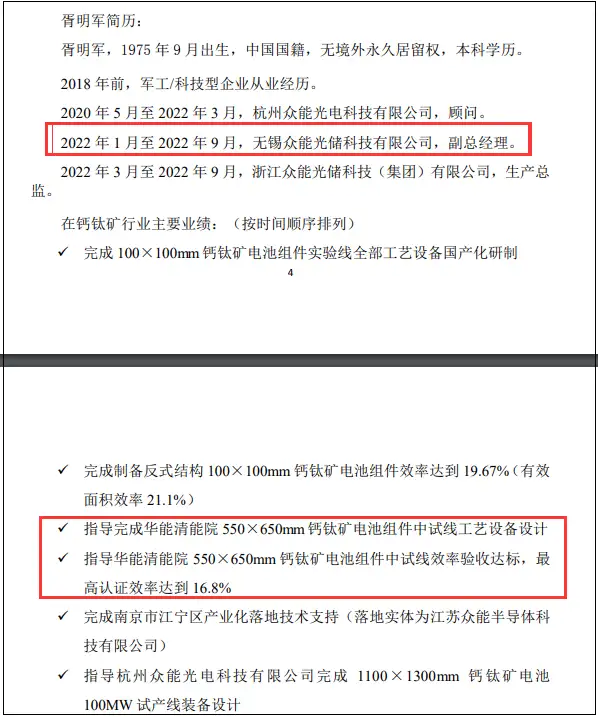 胥明军简历：
胥明军，1975 年 9 月出生，中国国籍，无境外永久居留权，本科学历。
2018 年前，军工/科技型企业从业经历。
2020 年 5 月至 2022 年 3 月，杭州众能光电科技有限公司，顾问。
2022 年 1 月至 2022 年 9 月，无锡众能光储科技有限公司，副总经理。
2022 年 3 月至 2022 年 9 月，浙江众能光储科技（集团）有限公司，生产总
监。
在钙钛矿行业主要业绩：（按时间顺序排列）
✓ 完成 100×100mm 钙钛矿电池组件实验线全部工艺设备国产化研制
4
✓ 完成制备反式结构 100×100mm 钙钛矿电池组件效率达到 19.67%（有效
面积效率 21.1%）
✓ 指导完成华能清能院 550×650mm 钙钛矿电池组件中试线工艺设备设计
✓ 指导华能清能院 550×650mm 钙钛矿电池组件中试线效率验收达标，最
高认证效率达到 16.8%
✓ 完成南京市江宁区产业化落地技术支持（落地实体为江苏众能半导体科
技有限公司）
✓ 指导杭州众能光电科技有限公司完成 1100×1300mm 钙钛矿电池
100MW 试产线装备设计